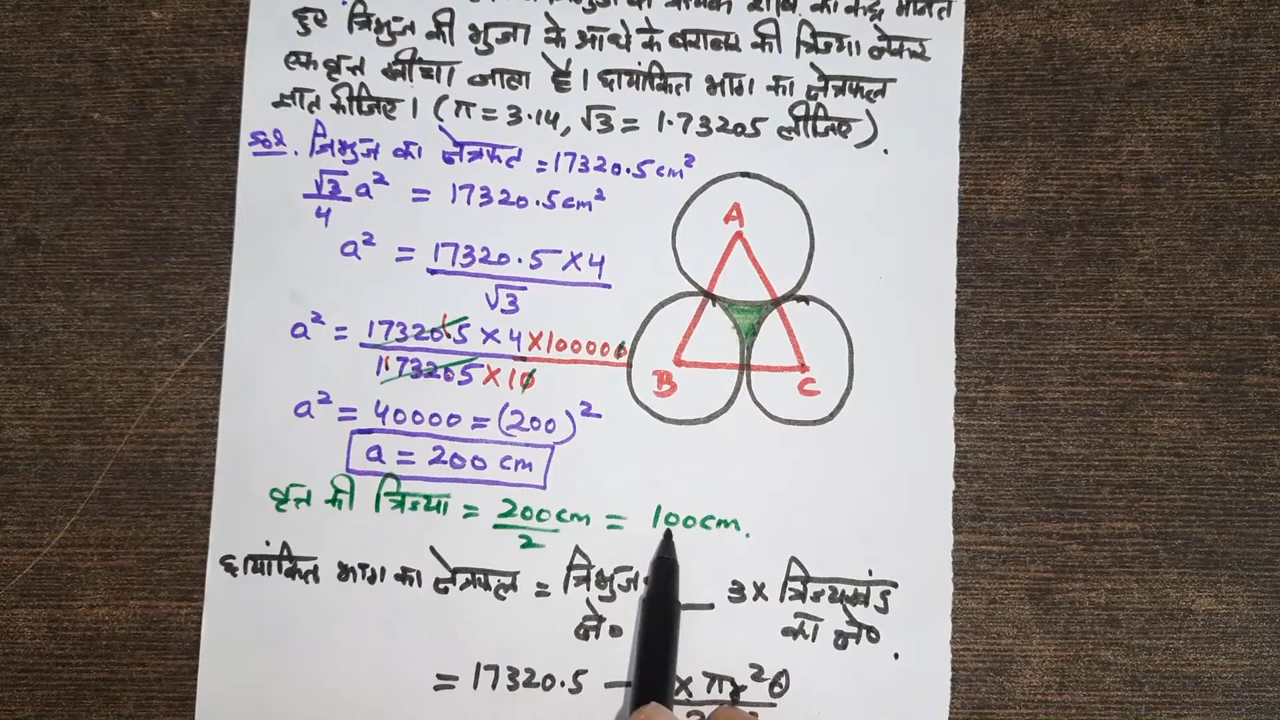 शीर्ष को केन्द्र मानते
हुए त्रिभुज की भुजा के आधे के बराबर की त्रिज्या लेकर
एक वृत्त खींचा जाता है। छायांकित भाग का क्षेत्रफल
ज्ञात कीजिए। (π = 3.14, √3 = 1.73205 लीजिए).
त्रिभुज का क्षेत्रफल = 17320.5 cm²
√3/4 a² = 17320.5 cm²
a² = 17320.5 × 4 / √3
a² = 173205 × 4 × 100000 / 173205 × 10
a² = 40000 = (200)²
a = 200 cm
A
B C
वृत्त की त्रिज्या = 200cm/2 = 100cm.
छायांकित भाग का क्षेत्रफल = त्रिभुज क्षे० – 3 × त्रिज्यखंड का क्षे०.
= 17320.5 – × πr²θ